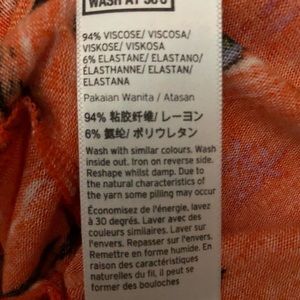 WASH AT 30°C
94% VISCOSE/ VISCOSA/
VISKOSE/ VISKOSA
6% ELASTANE/ ELASTANO/
ÉLASTHANNE/ ELASTAN/
ELASTANA
Pakaian Wanita / Atasan
94% 粘胶纤维/ レーヨン
6% 氨纶/ ポリウレタン
Wash with similar colours. Wash
inside out. Iron on reverse side.
Reshape whilst damp. Due to
the natural characteristics of
the yarn some pilling may occur
Économisez de l'énergie, lavez
à 30 degrés. Laver avec des
couleurs similaires. Laver sur
l'envers. Repasser sur l'envers.
Remettre en forme humide. En
raison des caractéristiques
naturelles du fil, il peut se
former des bouloches